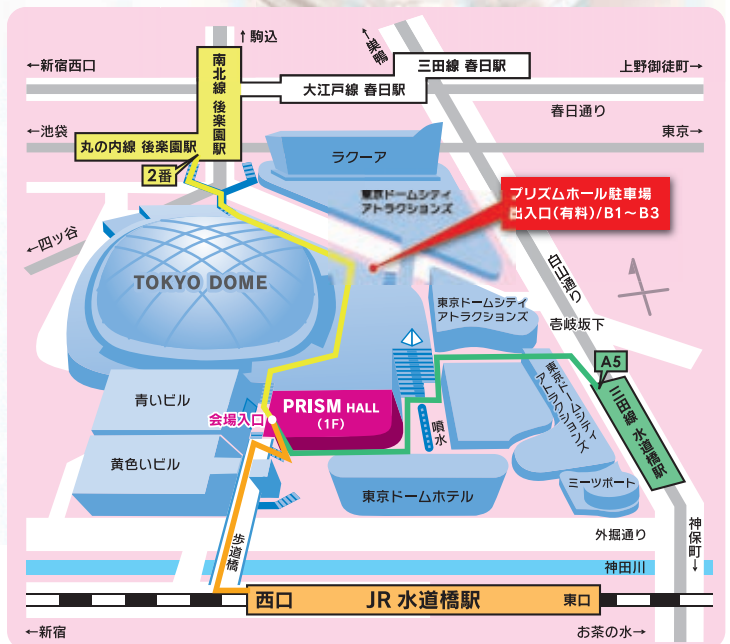 ↑駒込
↑巣鴨
←新宿西口
南北線 後楽園駅
三田線 春日駅
上野御徒町→
大江戸線 春日駅
春日通り
←池袋
丸の内線 後楽園駅
東京→
2番
ラクーア
東京ドームシティ
アトラクションズ
プリズムホール駐車場
出入口(有料)/B1～B3
←四ツ谷
TOKYO DOME
白山通り
東京ドームシティ
アトラクションズ
壱岐坂下
A5
東京ドームシティ
アトラクションズ
三田線 水道橋駅
青いビル
会場入口
PRISM HALL
(1F)
噴水
黄色いビル
東京ドームホテル
ミーツポート
歩道橋
外堀通り
神保町→
神田川
西口
JR 水道橋駅
東口
←新宿
お茶の水→